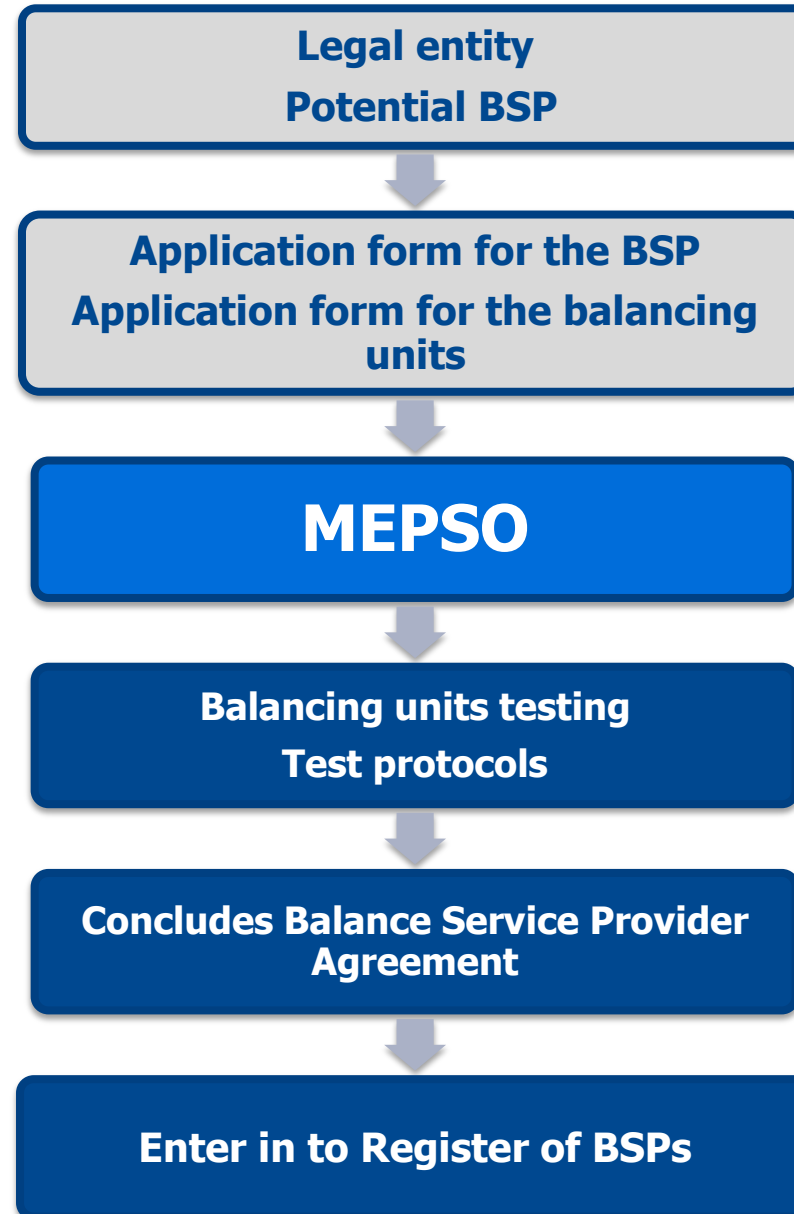 Legal entity
Potential BSP
Application form for the BSP
Application form for the balancing
units
MEPSO
Balancing units testing
Test protocols
Concludes Balance Service Provider
Agreement
Enter in to Register of BSPs